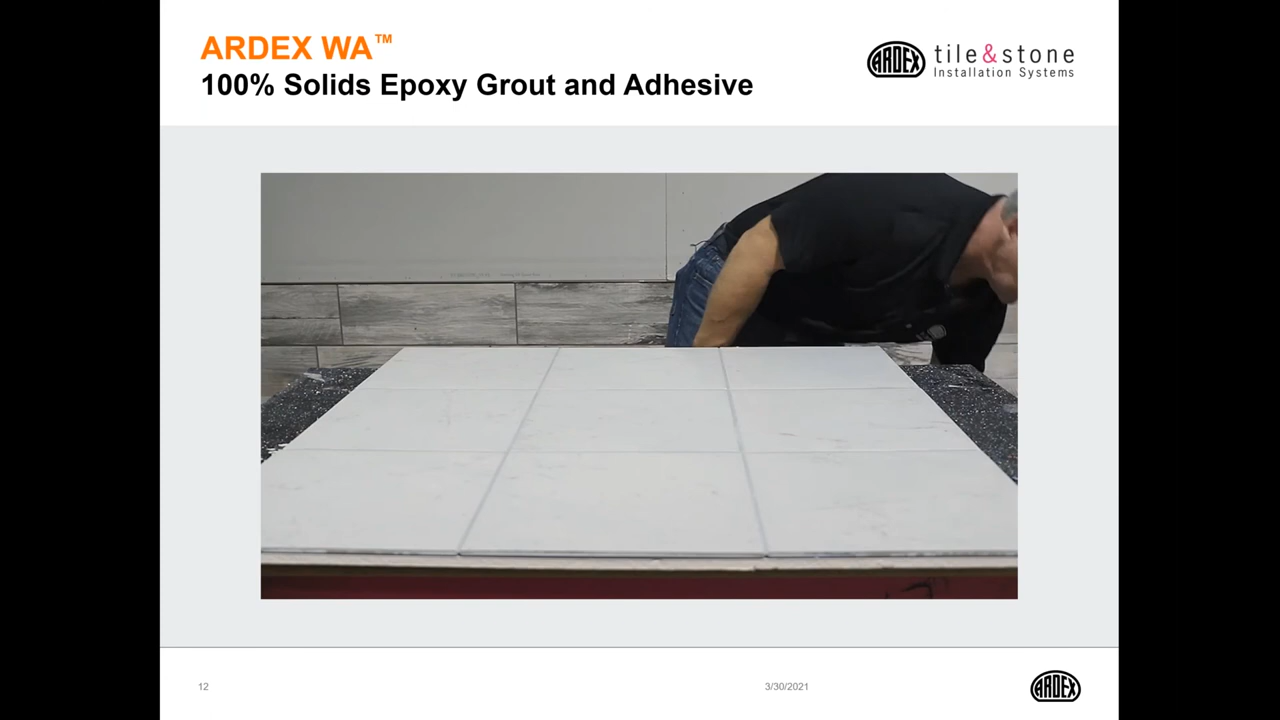 ARDEX WA™
100% Solids Epoxy Grout and Adhesive
ARDEX tile&stone
Installation Systems
12
3/30/2021
ARDEX